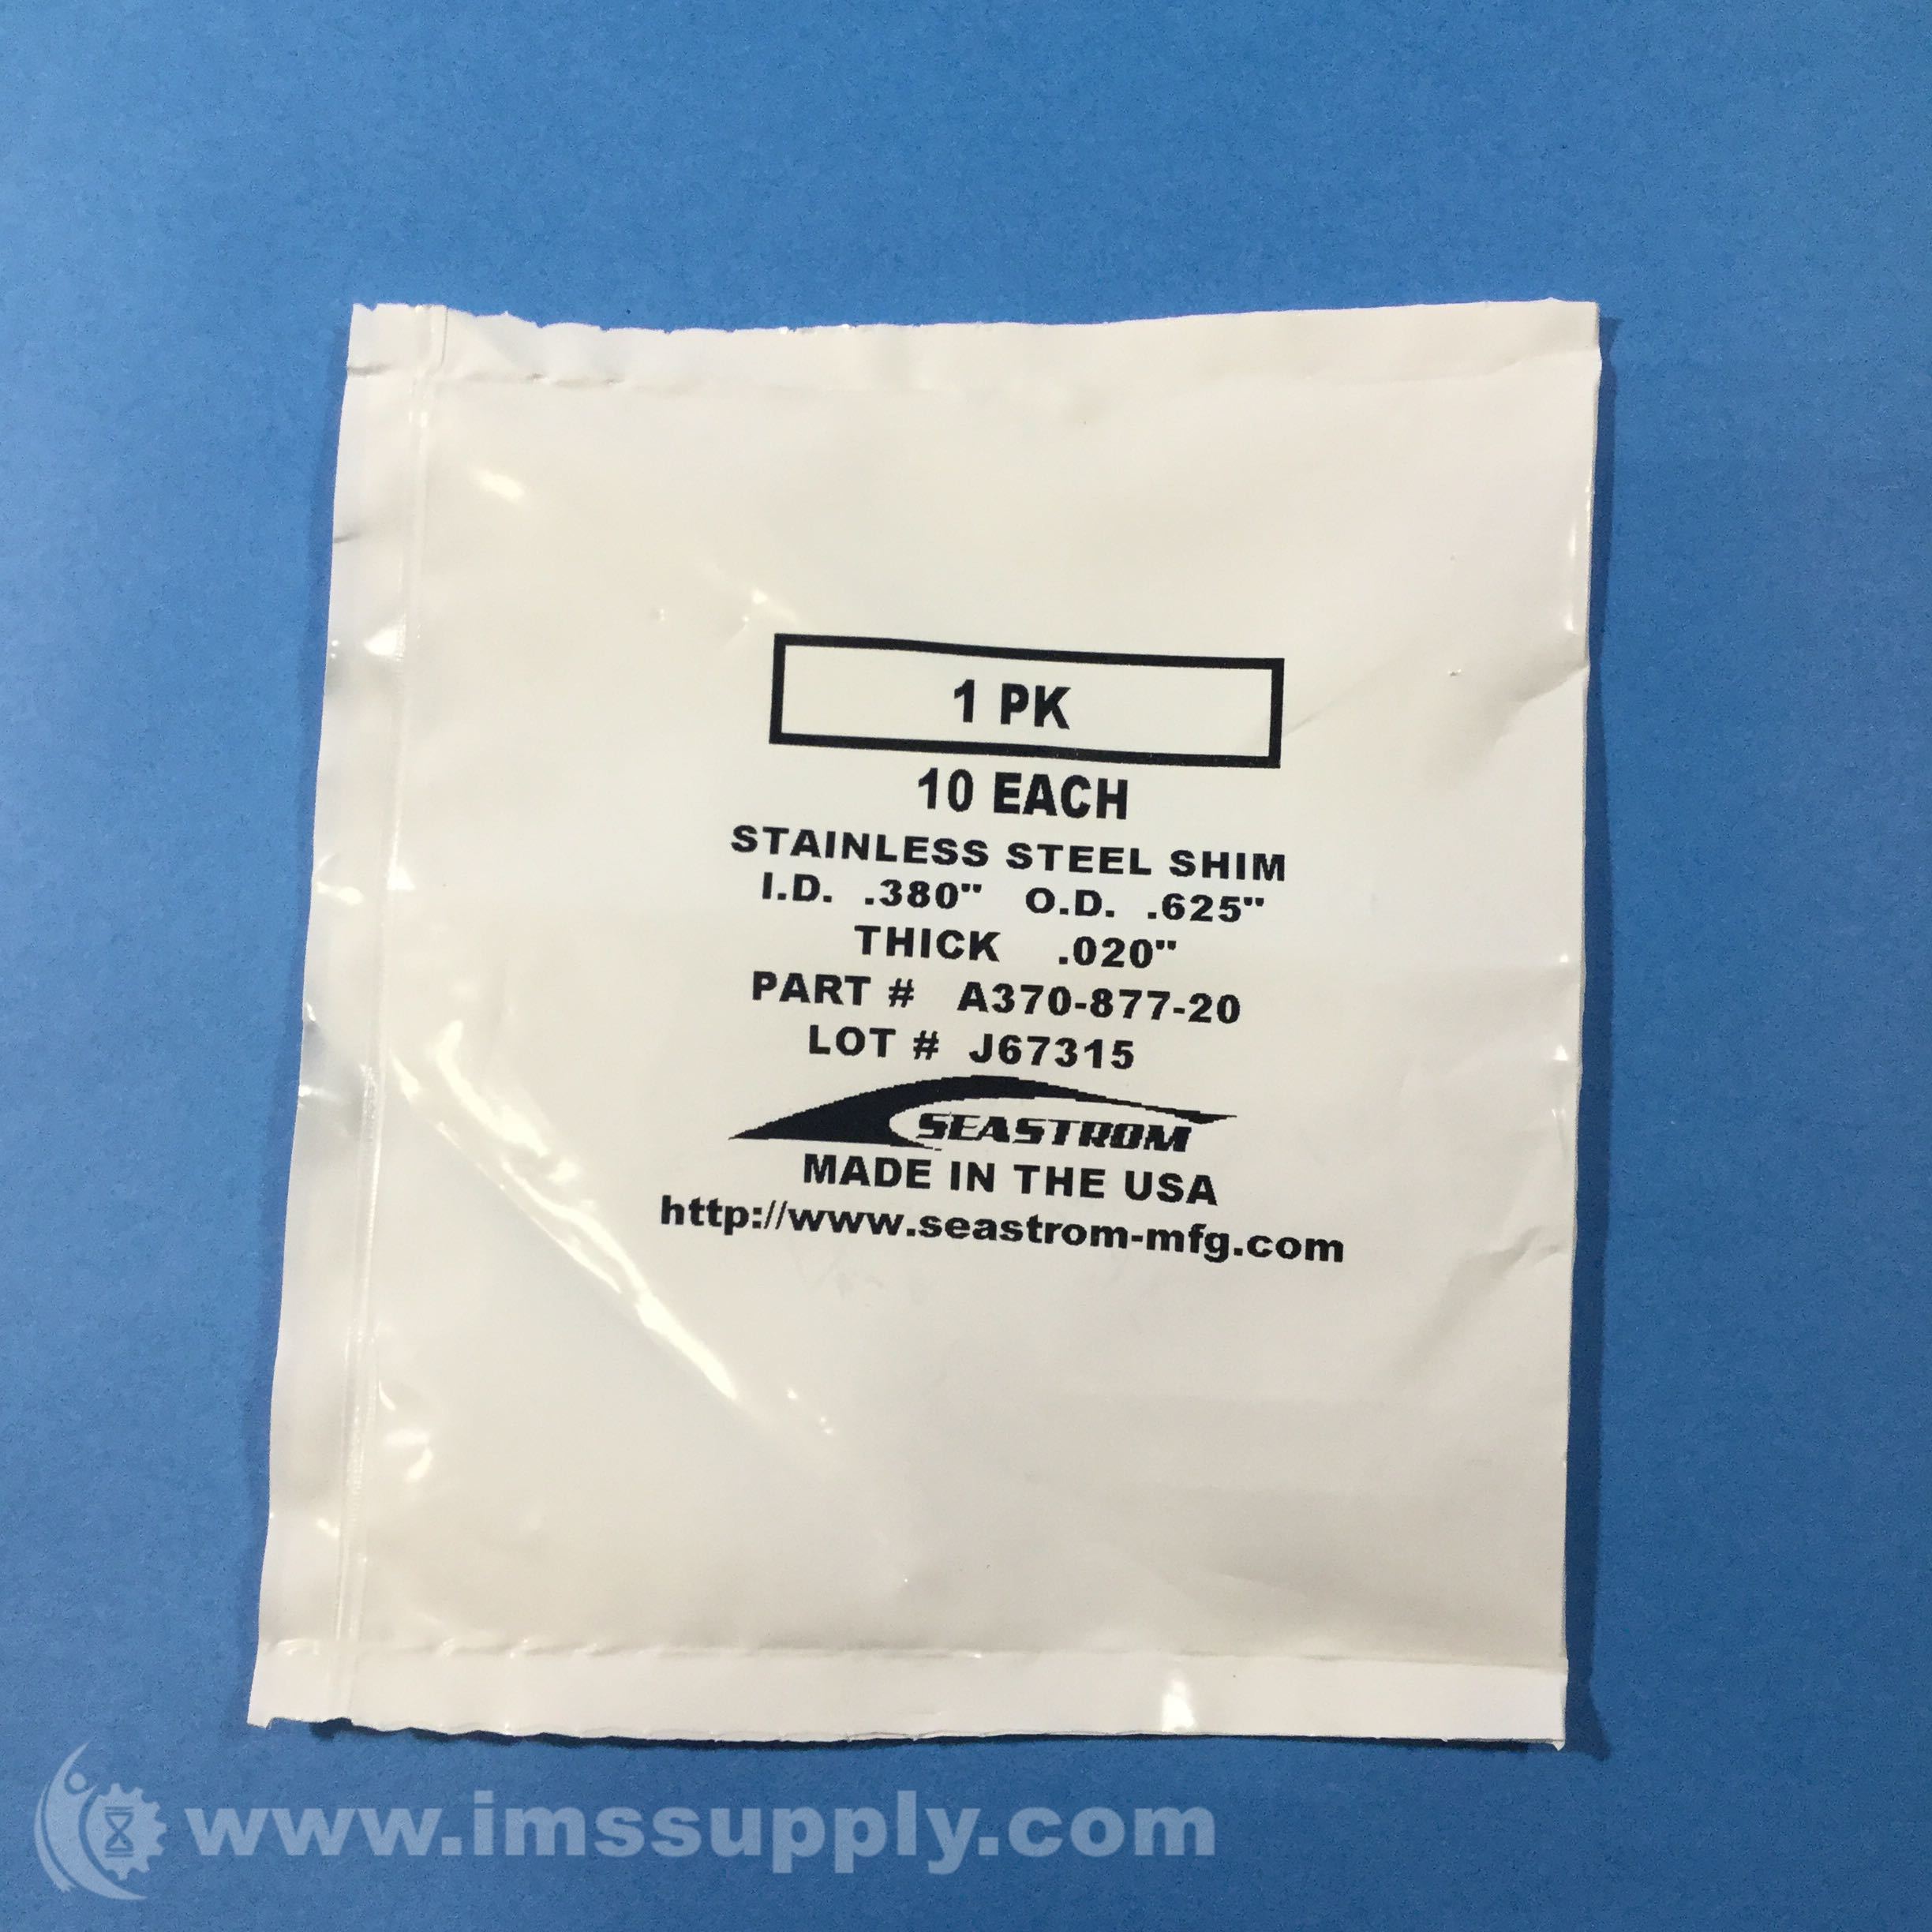 1 PK
10 EACH
STAINLESS STEEL SHIM
I.D. .380" O.D. .625"
THICK .020"
PART # A370-877-20
LOT # J67315
SEASTROM
MADE IN THE USA
http://www.seastrom-mfg.com
www.imssupply.com